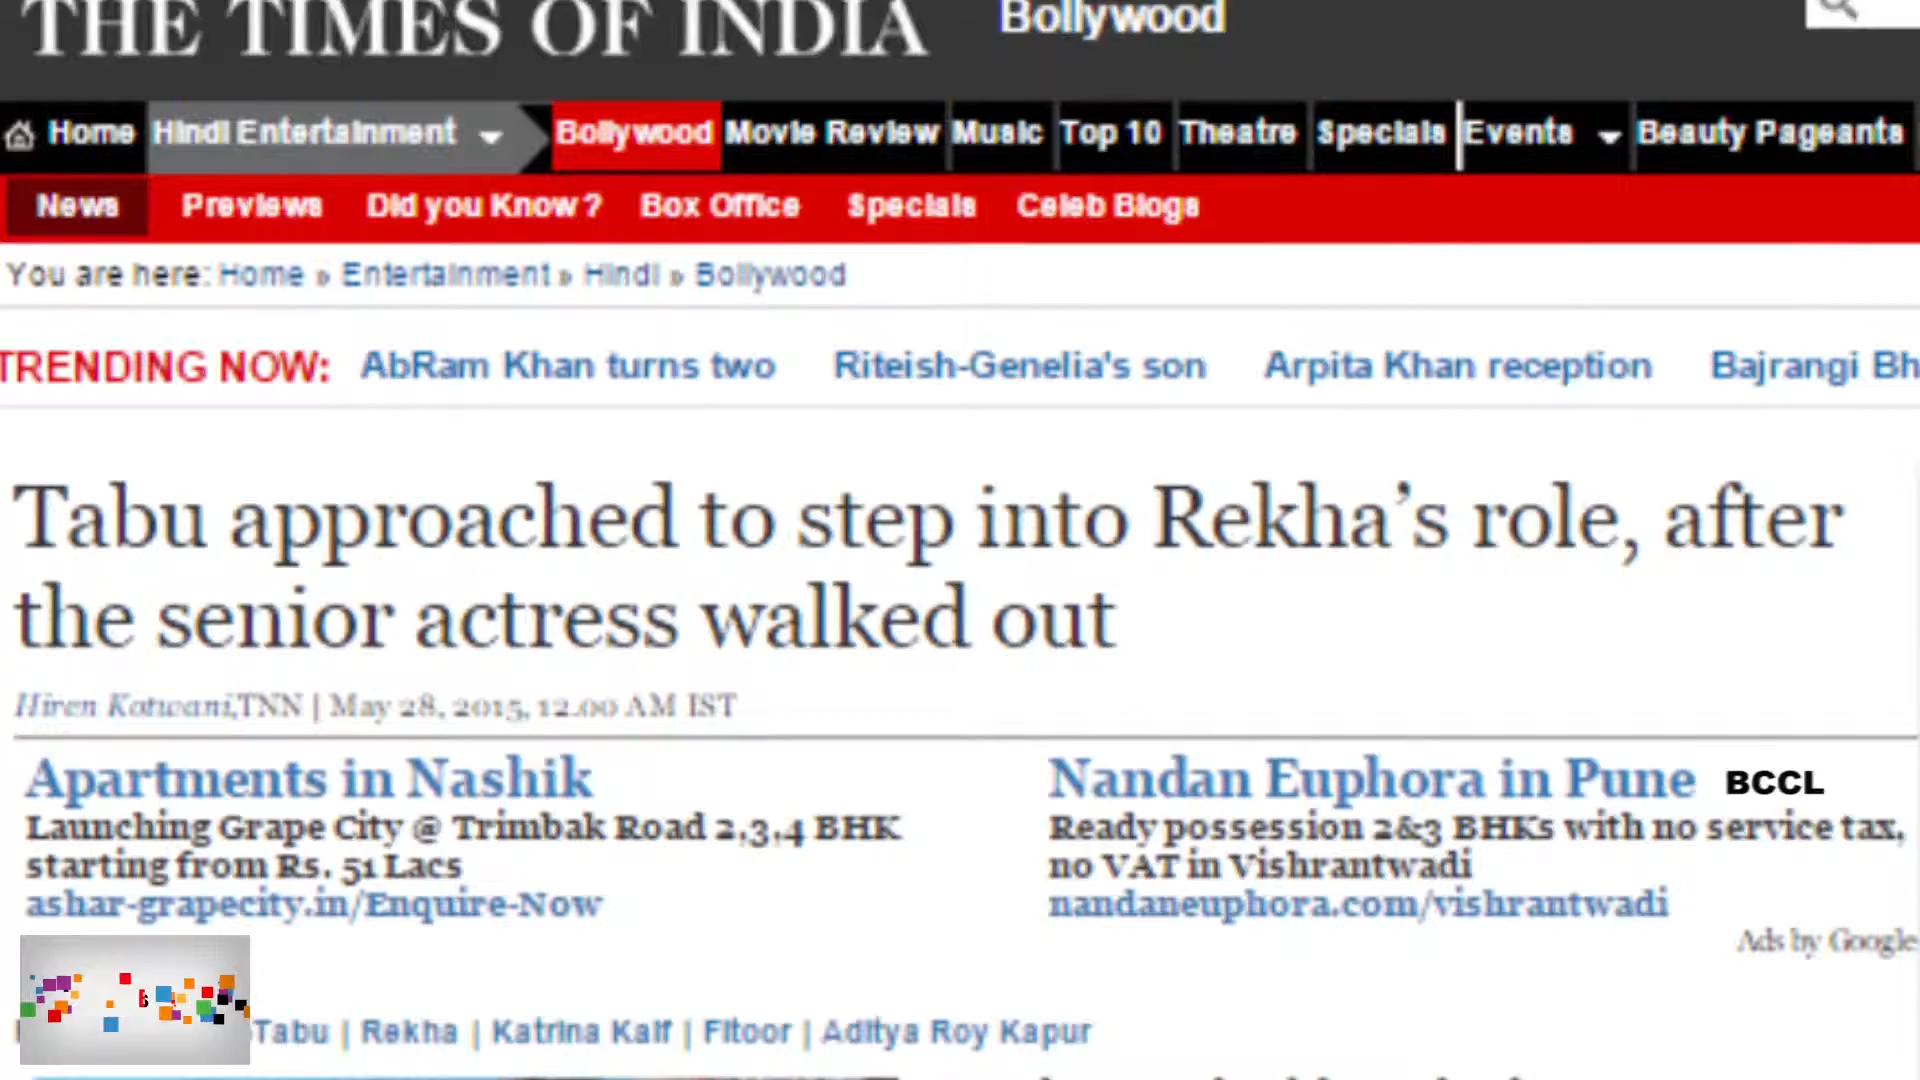 THE TIMES OF INDIA Bollywood
Home Hindi Entertainment Bollywood Movie Review Music Top 10 Theatre Specials Events Beauty Pageants
News Previews Did you Know? Box Office Specials Celeb Blogs
You are here: Home » Entertainment » Hindi » Bollywood
TRENDING NOW: AbRam Khan turns two Riteish-Genelia's son Arpita Khan reception Bajrangi Bh
Tabu approached to step into Rekha’s role, after
the senior actress walked out
Hiren Kotwani,TNN | May 28, 2015, 12.00 AM IST
Apartments in Nashik
Launching Grape City @ Trimbak Road 2,3,4 BHK
starting from Rs. 51 Lacs
ashar-grapecity.in/Enquire-Now
Nandan Euphora in Pune BCCL
Ready possession 2&3 BHKs with no service tax,
no VAT in Vishrantwadi
nandaneuphora.com/vishrantwadi
Ads by Google
Tabu | Rekha | Katrina Kaif | Fitoor | Aditya Roy Kapur